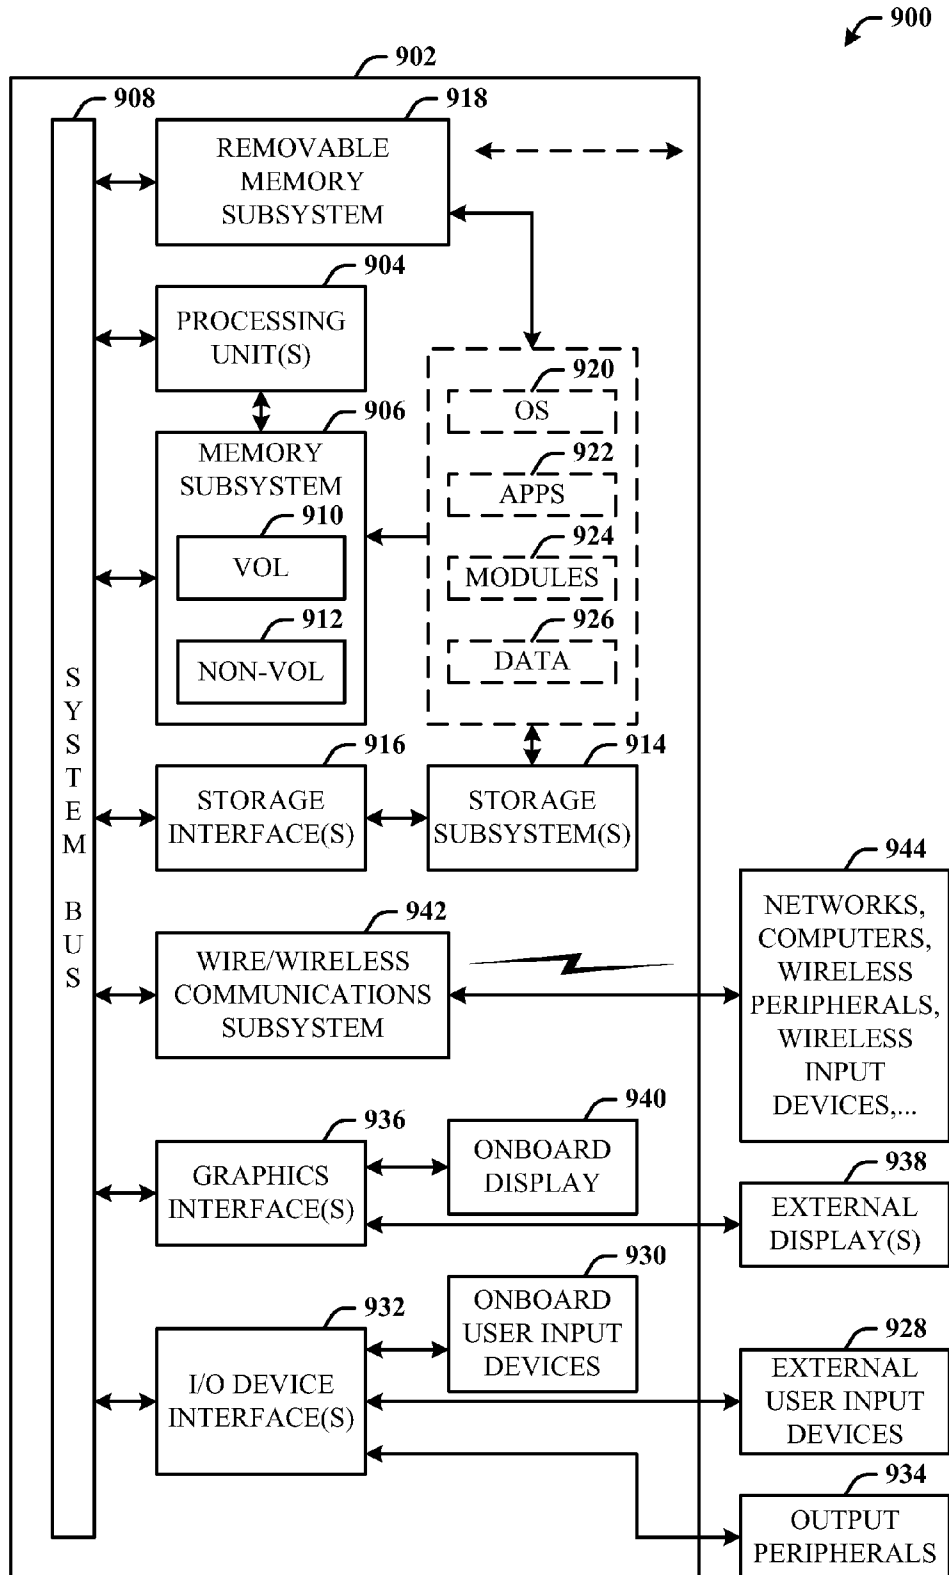 900
902
908
918
REMOVABLE
MEMORY
SUBSYSTEM
904
PROCESSING
UNIT(S)
906
MEMORY
SUBSYSTEM
910
VOL
912
NON-VOL
920
OS
922
APPS
924
MODULES
926
DATA
SYSTEM BUS
916
STORAGE
INTERFACE(S)
914
STORAGE
SUBSYSTEM(S)
942
WIRE/WIRELESS
COMMUNICATIONS
SUBSYSTEM
944
NETWORKS,
COMPUTERS,
WIRELESS
PERIPHERALS,
WIRELESS
INPUT
DEVICES,...
936
GRAPHICS
INTERFACE(S)
940
ONBOARD
DISPLAY
938
EXTERNAL
DISPLAY(S)
932
I/O DEVICE
INTERFACE(S)
930
ONBOARD
USER INPUT
DEVICES
928
EXTERNAL
USER INPUT
DEVICES
934
OUTPUT
PERIPHERALS